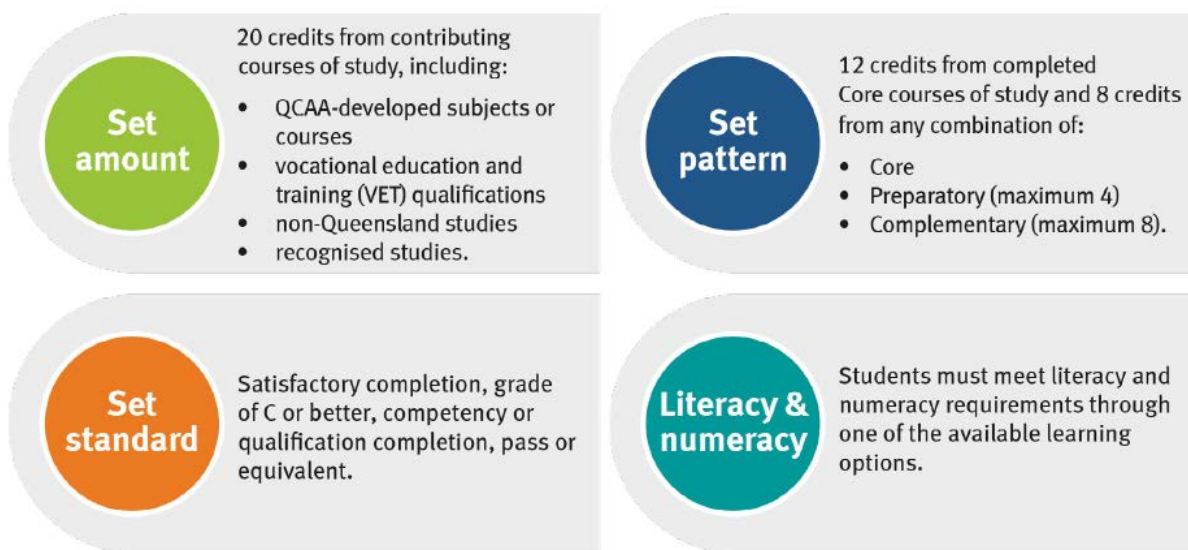 Set
amount
20 credits from contributing
courses of study, including:
• QCAA-developed subjects or
courses
• vocational education and
training (VET) qualifications
• non-Queensland studies
• recognised studies.
Set
pattern
12 credits from completed
Core courses of study and 8 credits
from any combination of:
• Core
• Preparatory (maximum 4)
• Complementary (maximum 8).
Set
standard
Satisfactory completion, grade
of C or better, competency or
qualification completion, pass or
equivalent.
Literacy &
numeracy
Students must meet literacy and
numeracy requirements through
one of the available learning
options.